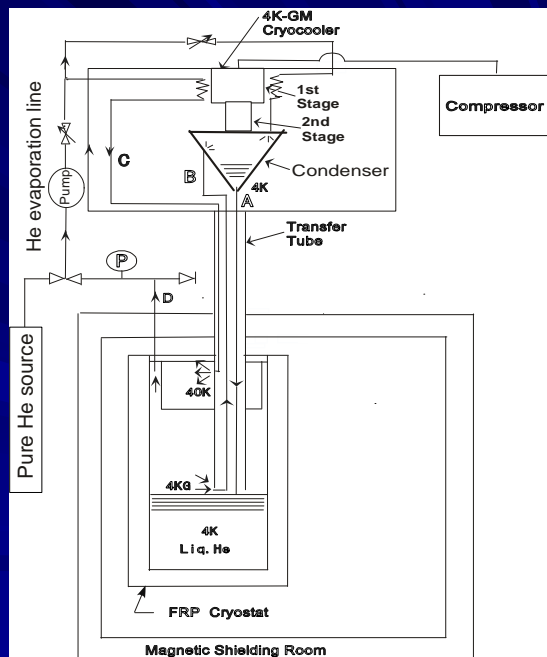 4K-GM
Cryocooler
1st
Stage
2nd
Stage
Compressor
Condenser
C
B
4K
A
Transfer
Tube
He evaporation line
Pump
P
D
Pure He source
40K
4KG
4K
Liq. He
FRP Cryostat
Magnetic Shielding Room